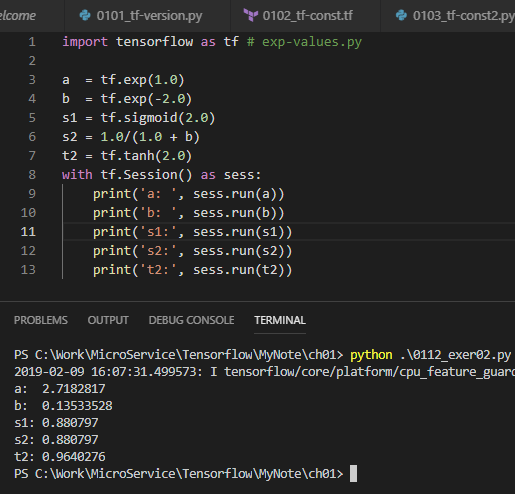 elcome 0101_tf-version.py 0102_tf-const.tf 0103_tf-const2.py
1 import tensorflow as tf # exp-values.py
2
3 a  = tf.exp(1.0)
4 b  = tf.exp(-2.0)
5 s1 = tf.sigmoid(2.0)
6 s2 = 1.0/(1.0 + b)
7 t2 = tf.tanh(2.0)
8 with tf.Session() as sess:
9     print('a: ', sess.run(a))
10     print('b: ', sess.run(b))
11     print('s1:', sess.run(s1))
12     print('s2:', sess.run(s2))
13     print('t2:', sess.run(t2))
PROBLEMS OUTPUT DEBUG CONSOLE TERMINAL
PS C:\Work\MicroService\Tensorflow\MyNote\ch01> python .\0112_exer02.py
2019-02-09 16:07:31.499573: I tensorflow/core/platform/cpu_feature_guar
a:  2.7182817
b:  0.13533528
s1: 0.880797
s2: 0.880797
t2: 0.9640276
PS C:\Work\MicroService\Tensorflow\MyNote\ch01>